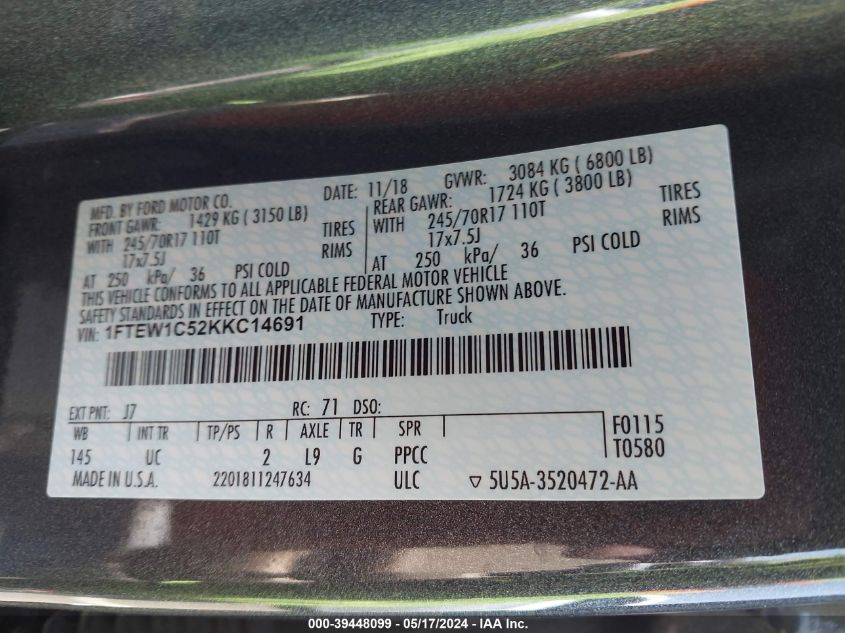 MFD. BY FORD MOTOR CO. DATE: 11/18 GVWR: 3084 KG ( 6800 LB)
FRONT GAWR: 1429 KG ( 3150 LB) REAR GAWR: 1724 KG ( 3800 LB)
WITH 245/70R17 110T TIRES WITH 245/70R17 110T TIRES
17x7.5J RIMS 17x7.5J RIMS
AT 250 kPa/ 36 PSI COLD AT 250 kPa/ 36 PSI COLD
THIS VEHICLE CONFORMS TO ALL APPLICABLE FEDERAL MOTOR VEHICLE
SAFETY STANDARDS IN EFFECT ON THE DATE OF MANUFACTURE SHOWN ABOVE.
VIN: 1FTEW1C52KKC14691 TYPE: Truck
EXT PNT: J7 RC: 71 DSO:
WB INT TR TP/PS R AXLE TR SPR F0115
145 UC 2 L9 G PPCC T0580
MADE IN U.S.A. 2201811247634 ULC ▽ 5U5A-3520472-AA
000-39448099 - 05/17/2024 - IAA Inc.